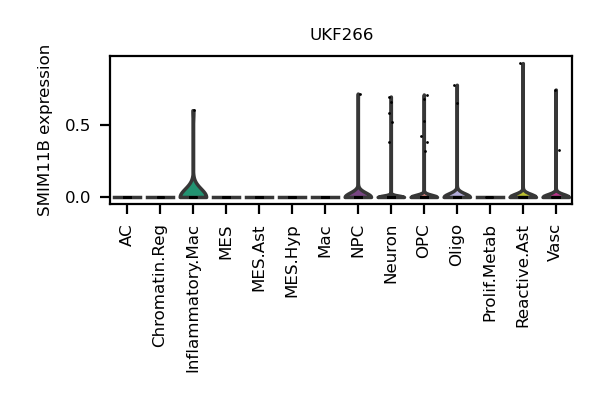 UKF266
SMIM11B expression
0.5
0.0
AC
Chromatin.Reg
Inflammatory.Mac
MES
MES.Ast
MES.Hyp
Mac
NPC
Neuron
OPC
Oligo
Prolif.Metab
Reactive.Ast
Vasc